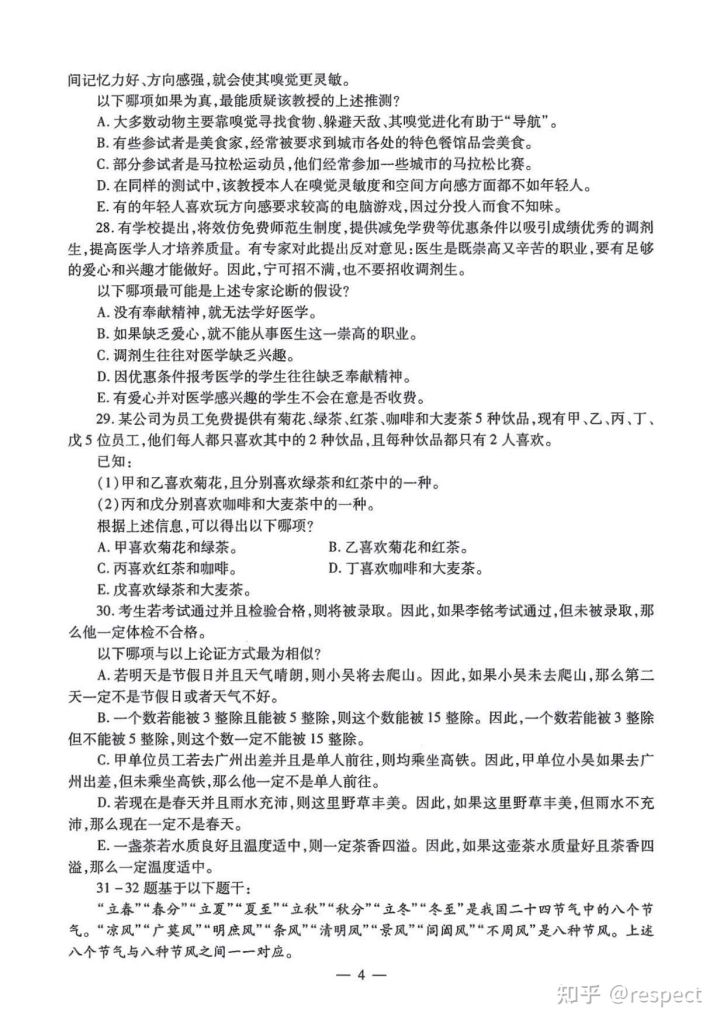 间记忆力好、方向感强,就会使其嗅觉更灵敏。
以下哪项如果为真,最能质疑该教授的上述推测?
A. 大多数动物主要靠嗅觉寻找食物、躲避天敌、其嗅觉进化有助于“导航”。
B. 有些参试者是美食家,经常被要求到城市各处的特色餐馆品尝美食。
C. 部分参试者是马拉松运动员,他们经常参加一些城市的马拉松比赛。
D. 在同样的测试中,该教授本人在嗅觉灵敏度和空间方向感方面都不如年轻人。
E. 有的年轻人喜欢玩方向感要求较高的电脑游戏,因过分投入而食不知味。
28. 有学校提出,将效仿免费师范生制度,提供减免学费等优惠条件以吸引成绩优秀的调剂
生,提高医学人才培养质量。有专家对此提出反对意见:医生是既崇高又辛苦的职业,要有足够
的爱心和兴趣才能做好。因此,宁可招不满,也不要招收调剂生。
以下哪项最可能是上述专家论断的假设?
A. 没有奉献精神,就无法学好医学。
B. 如果缺乏爱心,就不能从事医生这一崇高的职业。
C. 调剂生往往对医学缺乏兴趣。
D. 因优惠条件报考医学的学生往往缺乏奉献精神。
E. 有爱心并对医学感兴趣的学生不会在意是否收费。
29. 某公司为员工免费提供有菊花、绿茶、红茶、咖啡和大麦茶 5 种饮品,现有甲、乙、丙、丁、
戊 5 位员工,他们每人都只喜欢其中的 2 种饮品,且每种饮品都只有 2 人喜欢。
已知:
(1)甲和乙喜欢菊花,且分别喜欢绿茶和红茶中的一种。
(2)丙和戊分别喜欢咖啡和大麦茶中的一种。
根据上述信息,可以得出以下哪项?
A. 甲喜欢菊花和绿茶。 B. 乙喜欢菊花和红茶。
C. 丙喜欢红茶和咖啡。 D. 丁喜欢咖啡和大麦茶。
E. 戊喜欢绿茶和大麦茶。
30. 考生若考试通过并且检验合格,则将被录取。因此,如果李铭考试通过,但未被录取,那
么他一定体检不合格。
以下哪项与以上论证方式最为相似?
A. 若明天是节假日并且天气晴朗,则小吴将去爬山。因此,如果小吴未去爬山,那么第二
天一定不是节假日或者天气不好。
B. 一个数若能被 3 整除且能被 5 整除,则这个数能被 15 整除。因此,一个数若能被 3 整除
但不能被 5 整除,则这个数一定不能被 15 整除。
C. 甲单位员工若去广州出差并且是单人前往,则均乘坐高铁。因此,甲单位小吴如果去广
州出差,但未乘坐高铁,那么他一定不是单人前往。
D. 若现在是春天并且雨水充沛,则这里野草丰美。因此,如果这里野草丰美,但雨水不充
沛,那么现在一定不是春天。
E. 一盏茶若水质良好且温度适中,则一定茶香四溢。因此,如果这壶茶水质量好且茶香四
溢,那么一定温度适中。
31－32 题基于以下题干:
“立春”“春分”“立夏”“夏至”“立秋”“秋分”“立冬”“冬至”是我国二十四节气中的八个节
气。“凉风”“广莫风”“明庶风”“条风”“清明风”“景风”“阊阖风”“不周风”是八种节风。上述
八个节气与八种节风之间一一对应。
— 4 —
知乎 @respect